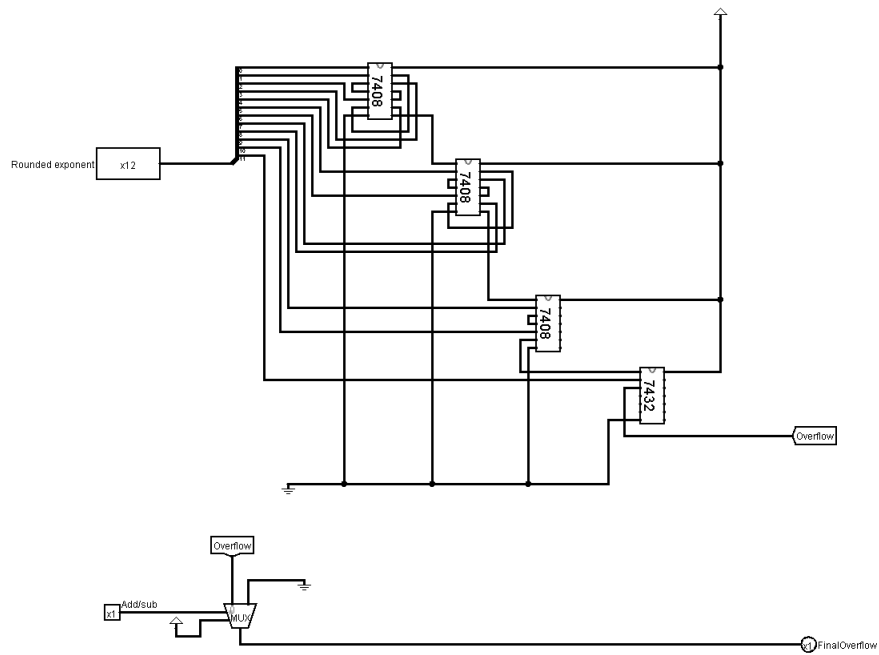 7408
Rounded exponent
x12
7408
7408
7432
Overflow
Overflow
Add/sub
x1
MUX
x1
FinalOverflow